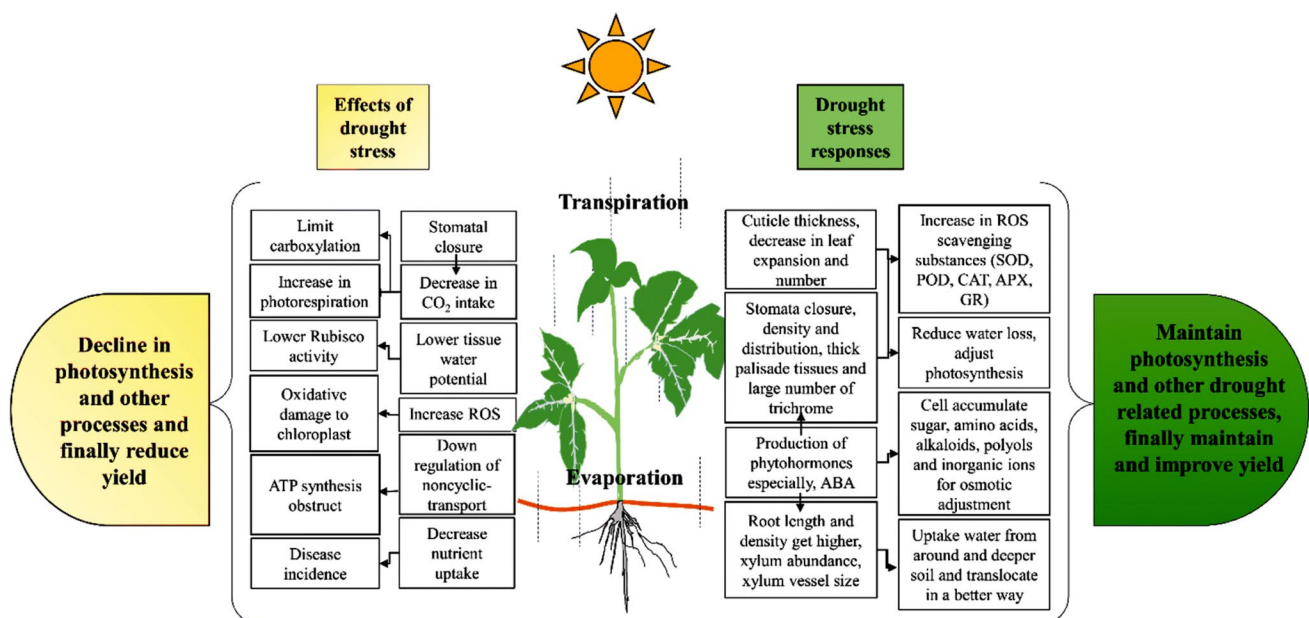 Effects of
drought
stress
Drought
stress
responses
Decline in
photosynthesis
and other
processes and
finally reduce
yield
Limit
carboxylation
Stomatal
closure
Increase in
photorespiration
Decrease in
CO₂ intake
Lower Rubisco
activity
Lower tissue
water
potential
Oxidative
damage to
chloroplast
Increase ROS
ATP synthesis
obstruct
Down
regulation of
noncyclic-
transport
Disease
incidence
Decrease
nutrient
uptake
Transpiration
Evaporation
Cuticle thickness,
decrease in leaf
expansion and
number
Increase in ROS
scavenging
substances (SOD,
POD, CAT, APX,
GR)
Stomata closure,
density and
distribution, thick
palisade tissues and
large number of
trichrome
Reduce water loss,
adjust
photosynthesis
Production of
phytohormones
especially, ABA
Cell accumulate
sugar, amino acids,
alkaloids, polyols
and inorganic ions
for osmotic
adjustment
Root length and
density get higher,
xylum abundance,
xylum vessel size
Uptake water from
around and deeper
soil and translocate
in a better way
Maintain
photosynthesis
and other drought
related processes,
finally maintain
and improve yield